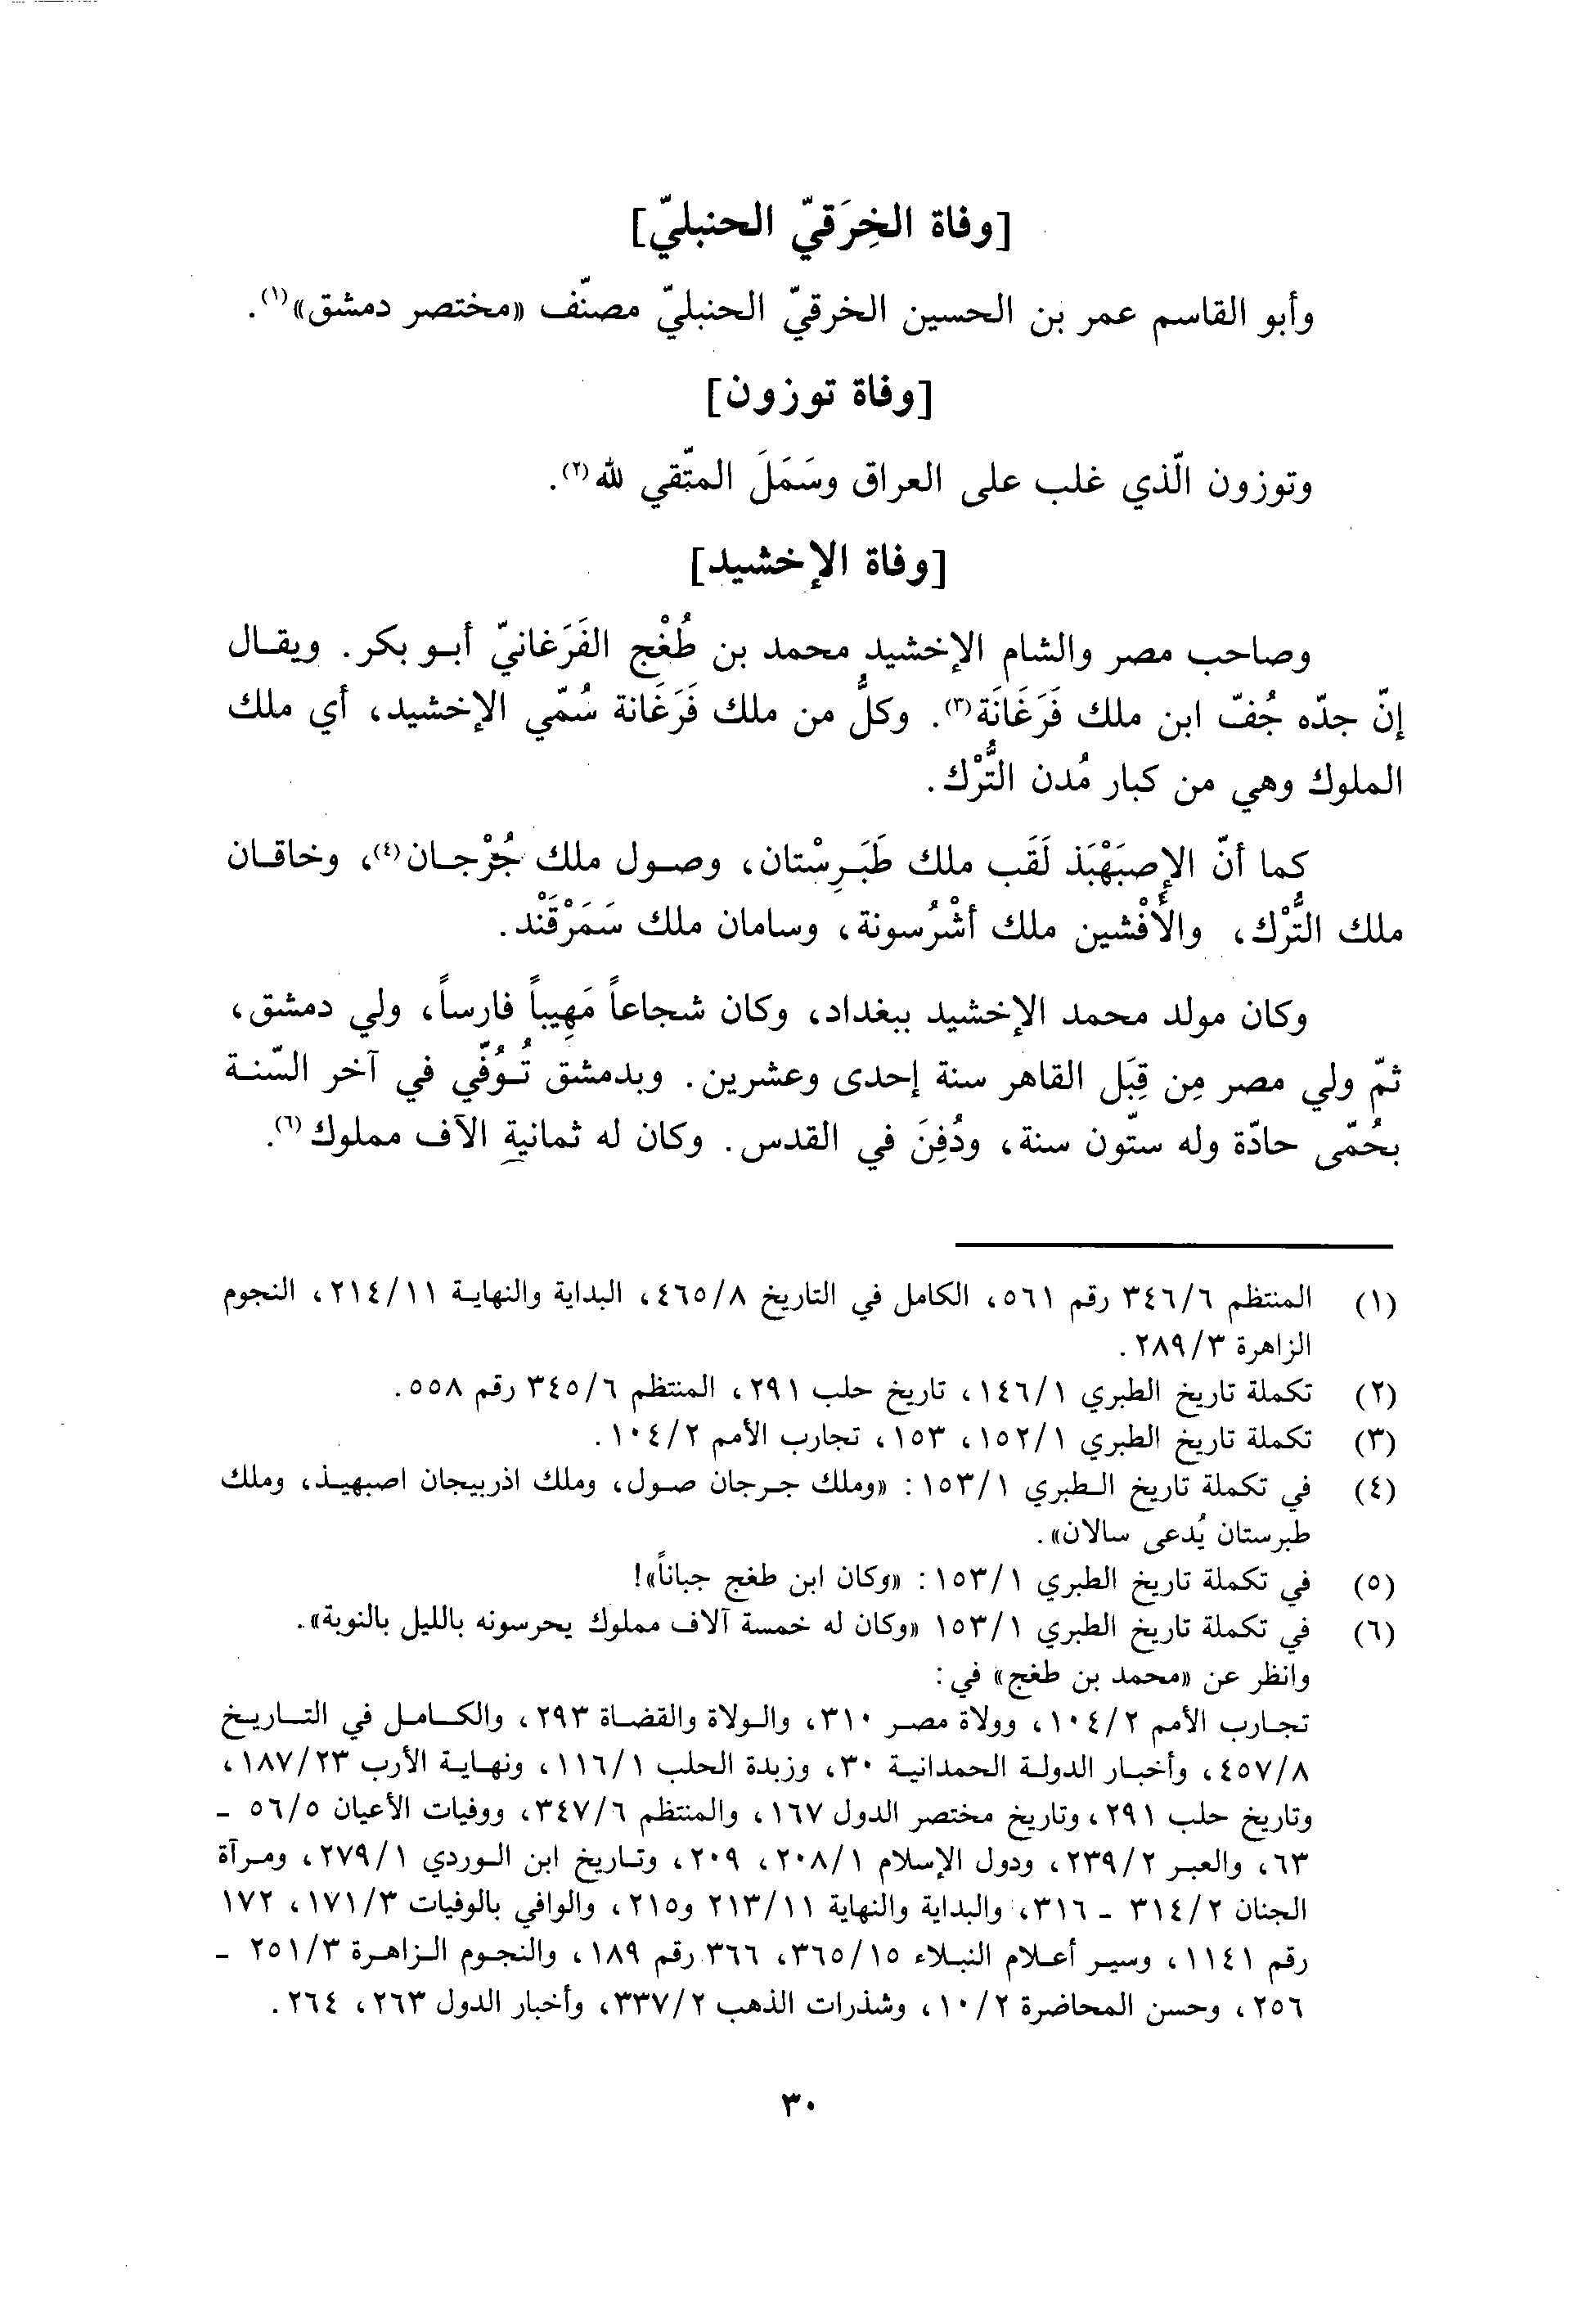 [وفاة الخِرَقيّ الحنبليّ]
وأبو القاسم عمر بن الحسين الخرقيّ الحنبليّ مصنّف «مختصر دمشق»(١).
[وفاة توزون]
وتوزون الّذي غلب على العراق وسَمَلَ المتّقي لله(٢).
[وفاة الإخشيد]
وصاحب مصر والشام الإخشيد محمد بن طُغْج الفَرَغانيّ أبو بكر. ويقال
إنّ جدّه جُفّ ابن ملك فَرَغَانَة(٣). وكلُّ من ملك فَرَغَانة سُمّي الإخشيد، أي ملك
الملوك وهي من كبار مُدن التُّرْك.
كما أنّ الإصبَهْبَذ لَقَب ملك طَبَرِسْتان، وصول ملك جُرْجان(٤)، وخاقان
ملك التُّرْك، والأَفْشين ملك أشْرُسونة، وسامان ملك سَمَرْقَنْد.
وكان مولد محمد الإخشيد ببغداد، وكان شجاعاً مَهِيباً فارساً، ولي دمشق،
ثمّ ولي مصر مِن قِبَل القاهر سنة إحدى وعشرين. وبدمشق تُوُفّي في آخر السّنة
بحُمّى حادّة وله ستّون سنة، ودُفِنَ في القدس. وكان له ثمانية الآف مملوك(٦).
(١) المنتظم ٣٤٦/٦ رقم ٥٦١، الكامل في التاريخ ٤٦٥/٨، البداية والنهاية ٢١٤/١١، النجوم
الزاهرة ٢٨٩/٣.
(٢) تكملة تاريخ الطبري ١٤٦/١، تاريخ حلب ٢٩١، المنتظم ٣٤٥/٦ رقم ٥٥٨.
(٣) تكملة تاريخ الطبري ١٥٢/١، ١٥٣، تجارب الأمم ١٠٤/٢.
(٤) في تكملة تاريخ الطبري ١٥٣/١: «وملك جرجان صول، وملك اذربيجان اصبهيذ، وملك
طبرستان يُدعى سالان».
(٥) في تكملة تاريخ الطبري ١٥٣/١: «وكان ابن طغج جباناً»!
(٦) في تكملة تاريخ الطبري ١٥٣/١ «وكان له خمسة آلاف مملوك يحرسونه بالليل بالنوبة».
وانظر عن «محمد بن طغج» في:
تجارب الأمم ١٠٤/٢، وولاة مصر ٣١٠، والولاة والقضاة ٢٩٣، والكامل في التاريخ
٤٥٧/٨، وأخبار الدولة الحمدانية ٣٠، وزبدة الحلب ١١٦/١، ونهاية الأرب ١٨٧/٢٣،
وتاريخ حلب ٢٩١، وتاريخ مختصر الدول ١٦٧، والمنتظم ٣٤٧/٦، ووفيات الأعيان ٥٦/٥ -
٦٣، والعبر ٢٣٩/٢، ودول الإسلام ٢٠٨/١، ٢٠٩، وتاريخ ابن الوردي ٢٧٩/١، ومرآة
الجنان ٣١٤/٢ - ٣١٦، والبداية والنهاية ٢١٣/١١ و٢١٥، والوافي بالوفيات ١٧١/٣، ١٧٢
رقم ١١٤١، وسير أعلام النبلاء ٣٦٥/١٥، ٣٦٦ رقم ١٨٩، والنجوم الزاهرة ٢٥١/٣ -
٢٥٦، وحسن المحاضرة ١٠/٢، وشذرات الذهب ٣٣٧/٢، وأخبار الدول ٢٦٣، ٢٦٤.
٣٠